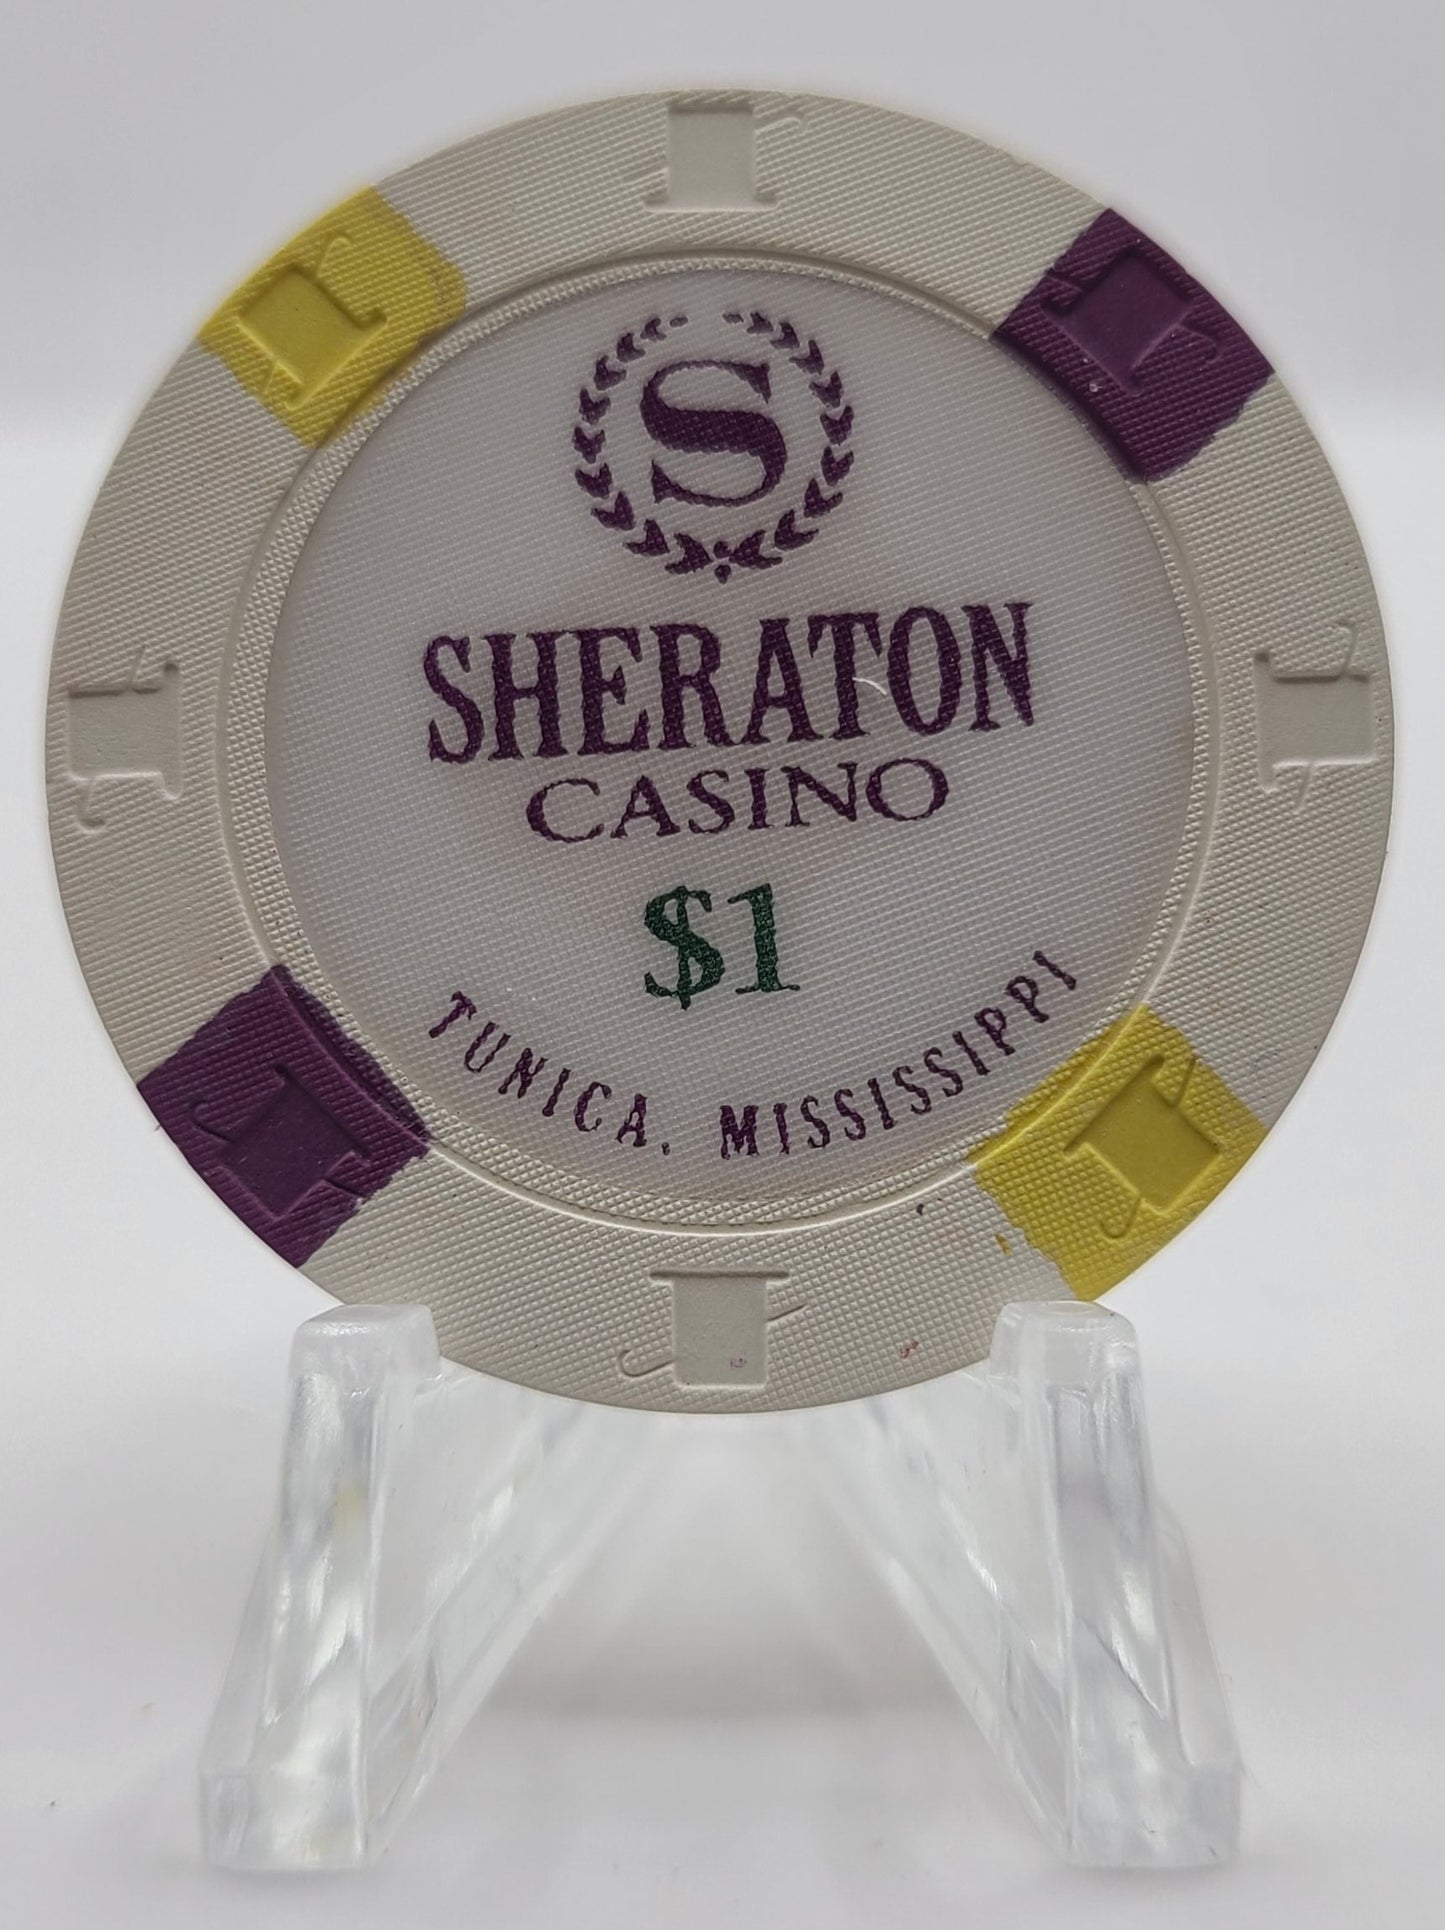 S
SHERATON
CASINO
$1
TUNICA, MISSISSIPPI